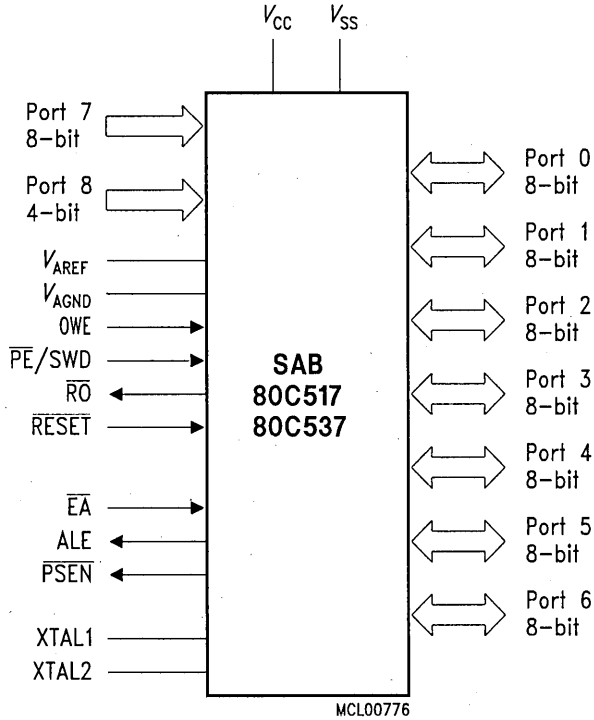 VCC
VSS
Port 7
8-bit
Port 8
4-bit
VAREF
VAGND
OWE
PE/SWD
RO
RESET
EA
ALE
PSEN
XTAL1
XTAL2
SAB
80C517
80C537
Port 0
8-bit
Port 1
8-bit
Port 2
8-bit
Port 3
8-bit
Port 4
8-bit
Port 5
8-bit
Port 6
8-bit
MCL00776